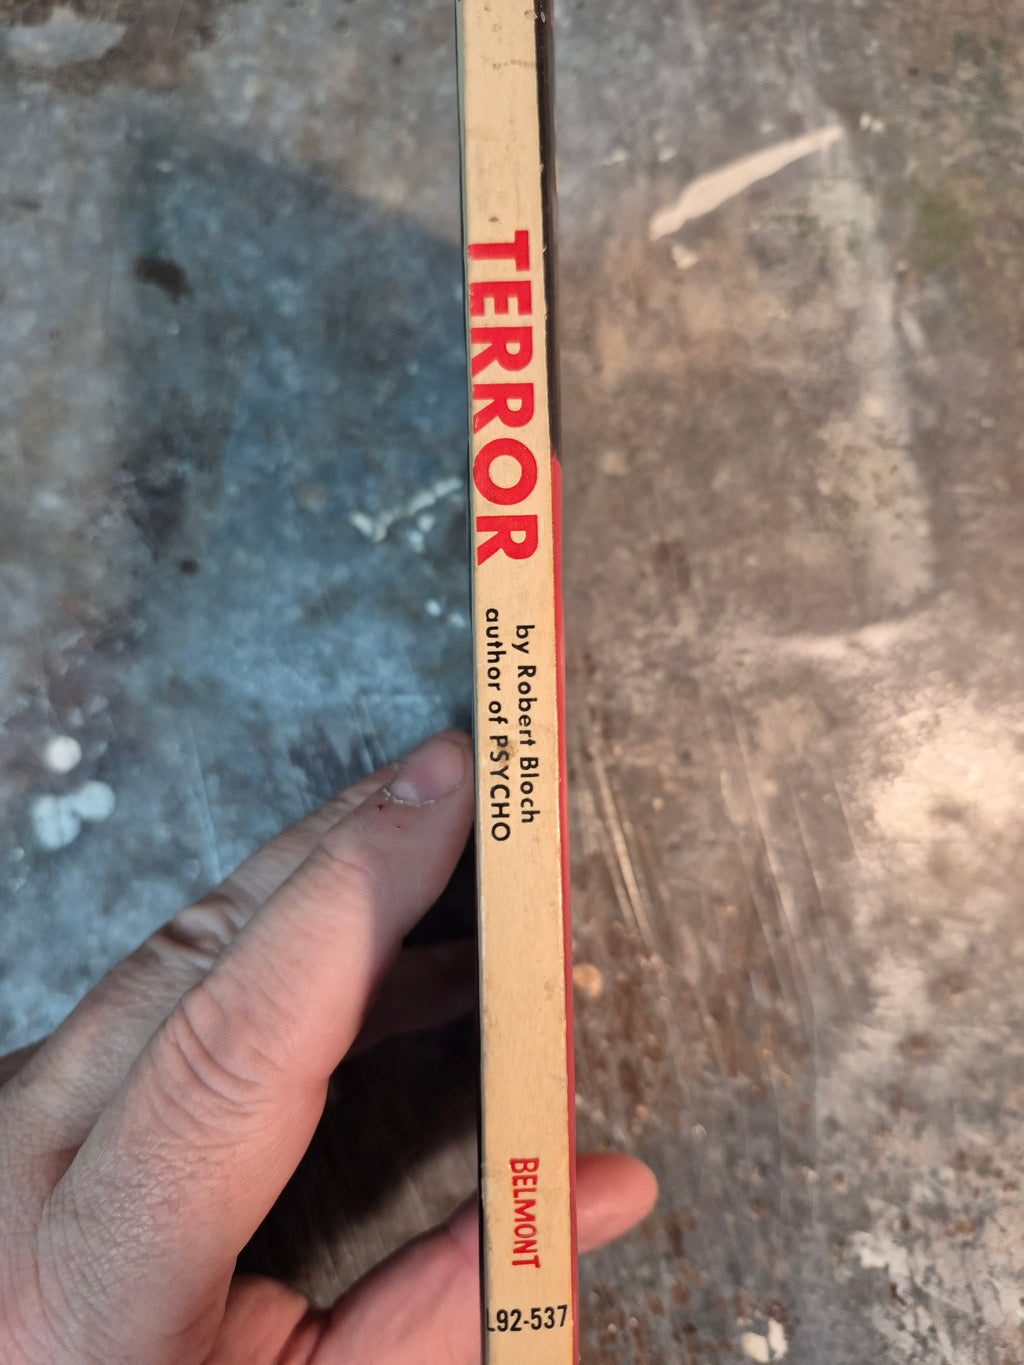 TERROR
by Robert Bloch
author of PSYCHO
BELMONT
L92-537